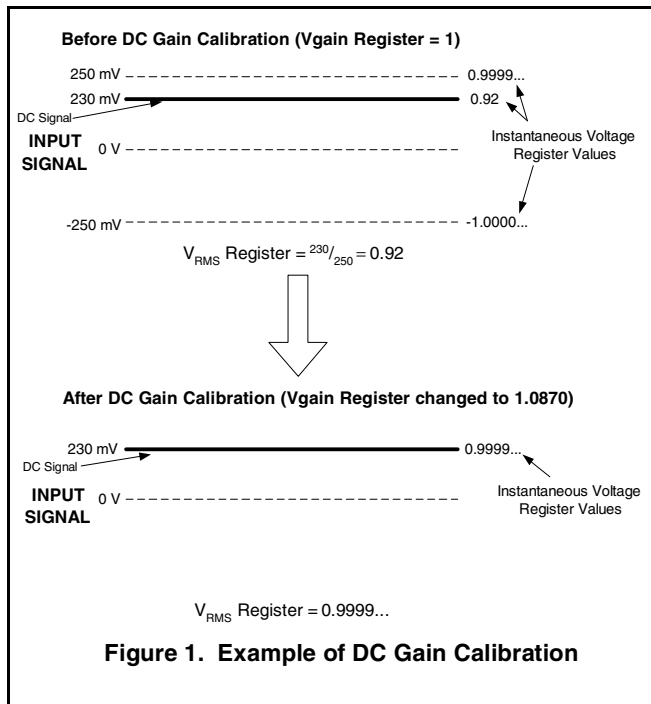 Before DC Gain Calibration (Vgain Register = 1)
250 mV 0.9999...
230 mV 0.92
DC Signal
INPUT SIGNAL
0 V
Instantaneous Voltage
Register Values
-250 mV -1.0000...
VRMS Register = 230/250 = 0.92
After DC Gain Calibration (Vgain Register changed to 1.0870)
230 mV 0.9999...
DC Signal
INPUT SIGNAL
0 V
Instantaneous Voltage
Register Values
VRMS Register = 0.9999...
Figure 1. Example of DC Gain Calibration